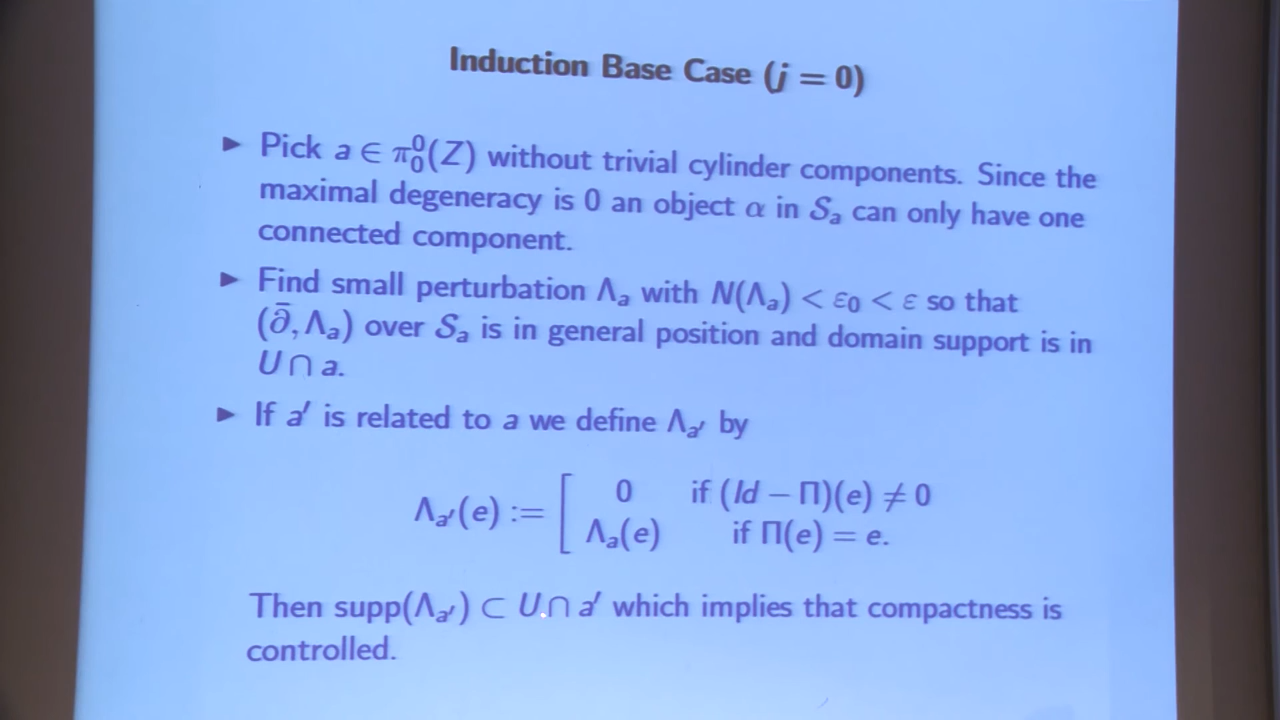 Induction Base Case (j = 0)
▶ Pick a ∈ π₀⁰(Z) without trivial cylinder components. Since the
maximal degeneracy is 0 an object α in 𝒮ₐ can only have one
connected component.
▶ Find small perturbation Λₐ with N(Λₐ) < ε₀ < ε so that
(∂̄, Λₐ) over 𝒮ₐ is in general position and domain support is in
U ∩ a.
▶ If a′ is related to a we define Λₐ′ by
Λₐ′(e) := [ 0 if (Id − Π)(e) ≠ 0
Λₐ(e) if Π(e) = e.
Then supp(Λₐ′) ⊂ U ∩ a′ which implies that compactness is
controlled.